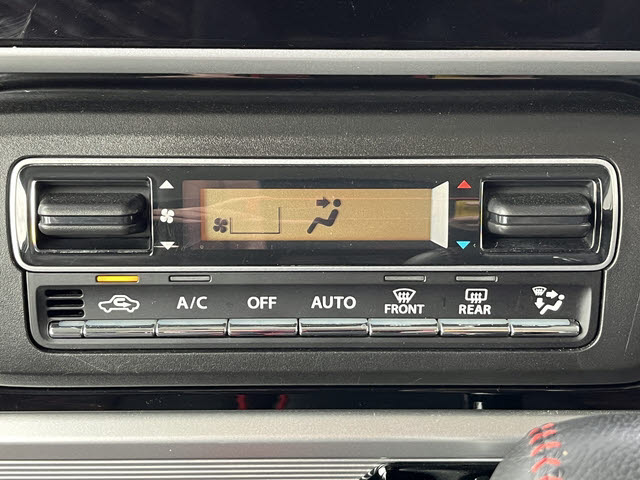 A/C OFF AUTO FRONT REAR